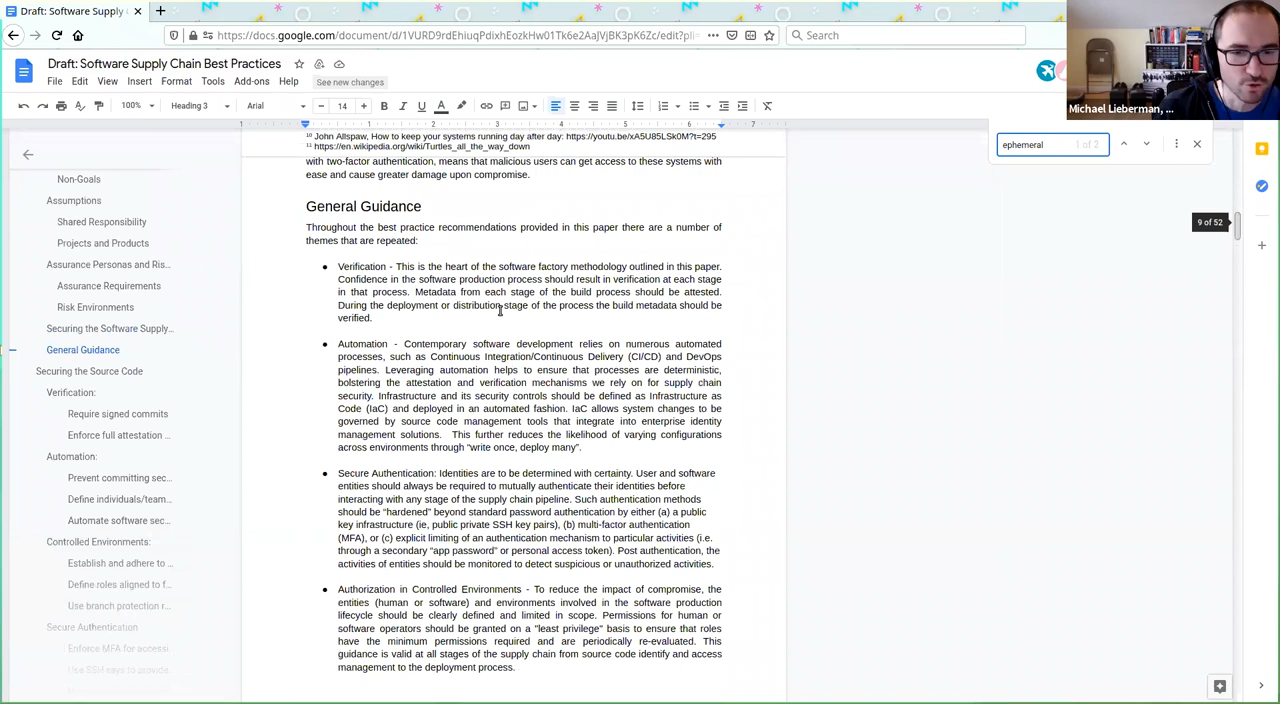 Draft: Software Supply C
Search
https://docs.google.com/document/d/1VURD9rdEhiuqPdixhEozkHw01Tk6e2AaJVjBK3pK6Zc/edit?pli=
Michael Lieberman, ...
Draft: Software Supply Chain Best Practices
File Edit View Insert Format Tools Add-ons Help See new changes
100% Heading 3 Arial 14
B I U A
1 1 2 3 4 5 6 7
ephemeral 1 of 2
9 of 52
Non-Goals
Assumptions
Shared Responsibility
Projects and Products
Assurance Personas and Ris...
Assurance Requirements
Risk Environments
Securing the Software Supply...
General Guidance
Securing the Source Code
Verification:
Require signed commits
Enforce full attestation ...
Automation:
Prevent committing sec...
Define individuals/team...
Automate software sec...
Controlled Environments:
Establish and adhere to ...
Define roles aligned to f...
Use branch protection r...
Secure Authentication
Enforce MFA for accessi...
Use SSH keys to provide...
10 John Allspaw, How to keep your systems running day after day: https://youtu.be/xA5U85LSk0M?t=295
11 https://en.wikipedia.org/wiki/Turtles_all_the_way_down
with two-factor authentication, means that malicious users can get access to these systems with
ease and cause greater damage upon compromise.
General Guidance
Throughout the best practice recommendations provided in this paper there are a number of
themes that are repeated:
● Verification - This is the heart of the software factory methodology outlined in this paper.
Confidence in the software production process should result in verification at each stage
in that process. Metadata from each stage of the build process should be attested.
During the deployment or distribution stage of the process the build metadata should be
verified.
● Automation - Contemporary software development relies on numerous automated
processes, such as Continuous Integration/Continuous Delivery (CI/CD) and DevOps
pipelines. Leveraging automation helps to ensure that processes are deterministic,
bolstering the attestation and verification mechanisms we rely on for supply chain
security. Infrastructure and its security controls should be defined as Infrastructure as
Code (IaC) and deployed in an automated fashion. IaC allows system changes to be
governed by source code management tools that integrate into enterprise identity
management solutions. This further reduces the likelihood of varying configurations
across environments through “write once, deploy many”.
● Secure Authentication: Identities are to be determined with certainty. User and software
entities should always be required to mutually authenticate their identities before
interacting with any stage of the supply chain pipeline. Such authentication methods
should be “hardened” beyond standard password authentication by either (a) a public
key infrastructure (ie, public private SSH key pairs), (b) multi-factor authentication
(MFA), or (c) explicit limiting of an authentication mechanism to particular activities (i.e.
through a secondary “app password” or personal access token). Post authentication, the
activities of entities should be monitored to detect suspicious or unauthorized activities.
● Authorization in Controlled Environments - To reduce the impact of compromise, the
entities (human or software) and environments involved in the software production
lifecycle should be clearly defined and limited in scope. Permissions for human or
software operators should be granted on a "least privilege" basis to ensure that roles
have the minimum permissions required and are periodically re-evaluated. This
guidance is valid at all stages of the supply chain from source code identify and access
management to the deployment process.